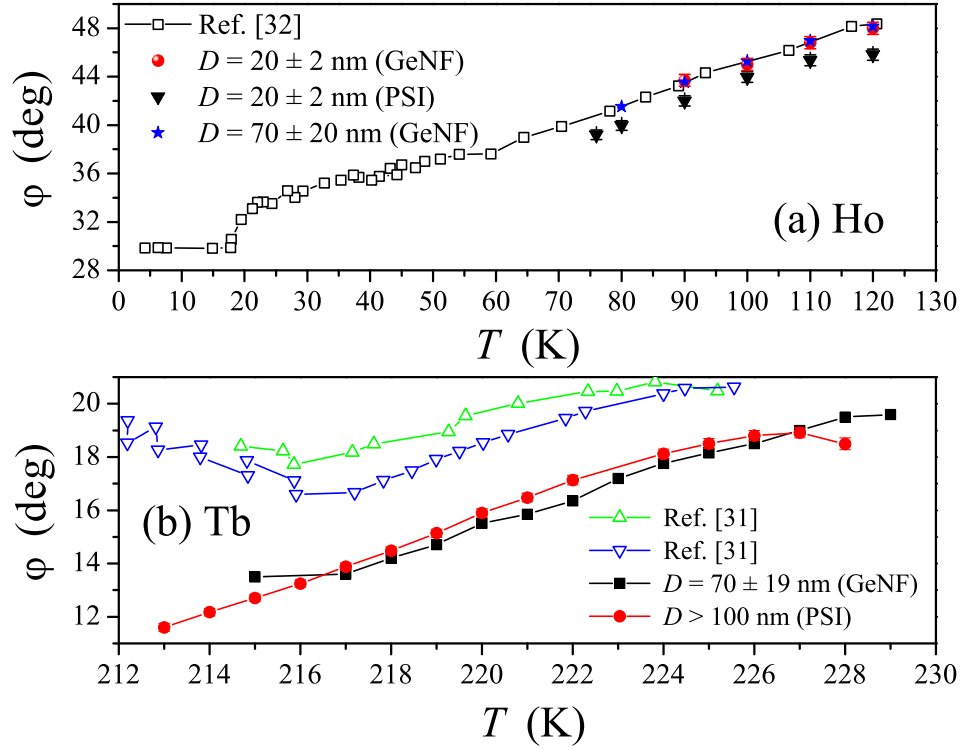 Ref. [32]
D = 20 ± 2 nm (GeNF)
D = 20 ± 2 nm (PSI)
D = 70 ± 20 nm (GeNF)
(a) Ho
φ (deg)
48
44
40
36
32
28
0 10 20 30 40 50 60 70 80 90 100 110 120 130
T (K)
φ (deg)
20
18
16
14
12
(b) Tb
Ref. [31]
Ref. [31]
D = 70 ± 19 nm (GeNF)
D > 100 nm (PSI)
212 214 216 218 220 222 224 226 228 230
T (K)